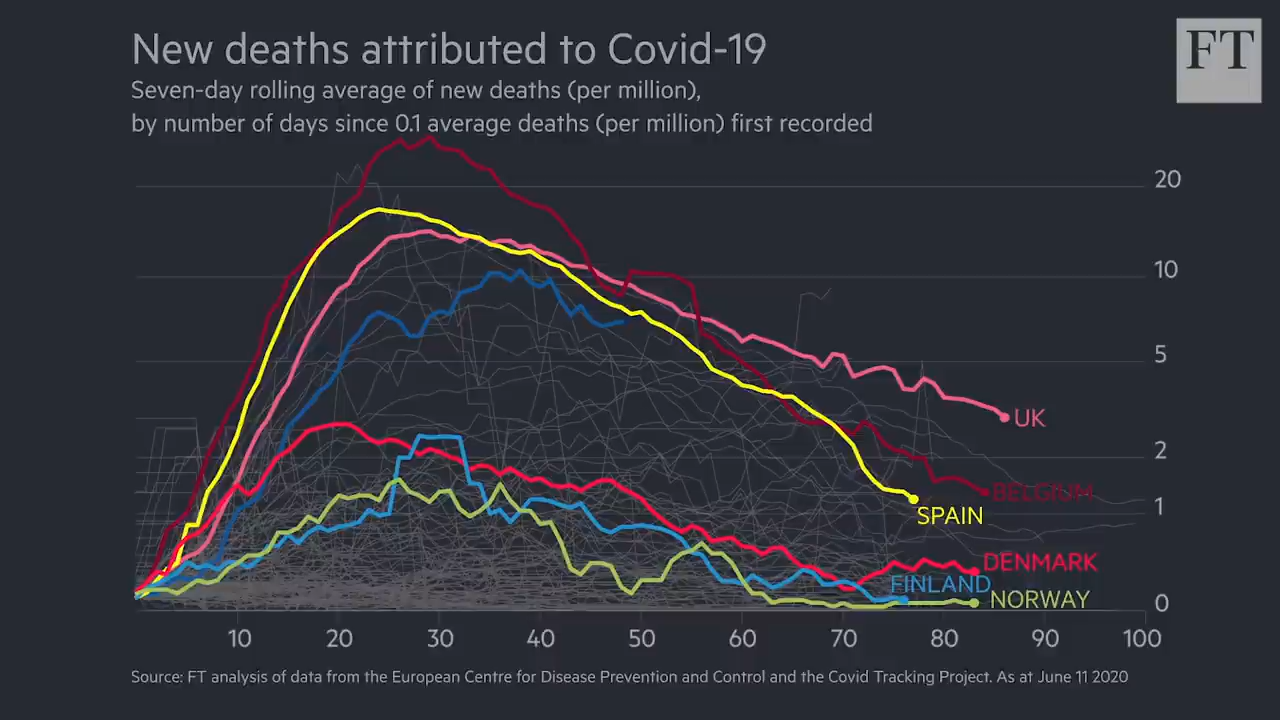 New deaths attributed to Covid-19
FT
Seven-day rolling average of new deaths (per million),
by number of days since 0.1 average deaths (per million) first recorded
20
10
5
UK
2
BELGIUM
1
SPAIN
DENMARK
FINLAND
NORWAY
0
10 20 30 40 50 60 70 80 90 100
Source: FT analysis of data from the European Centre for Disease Prevention and Control and the Covid Tracking Project. As at June 11 2020